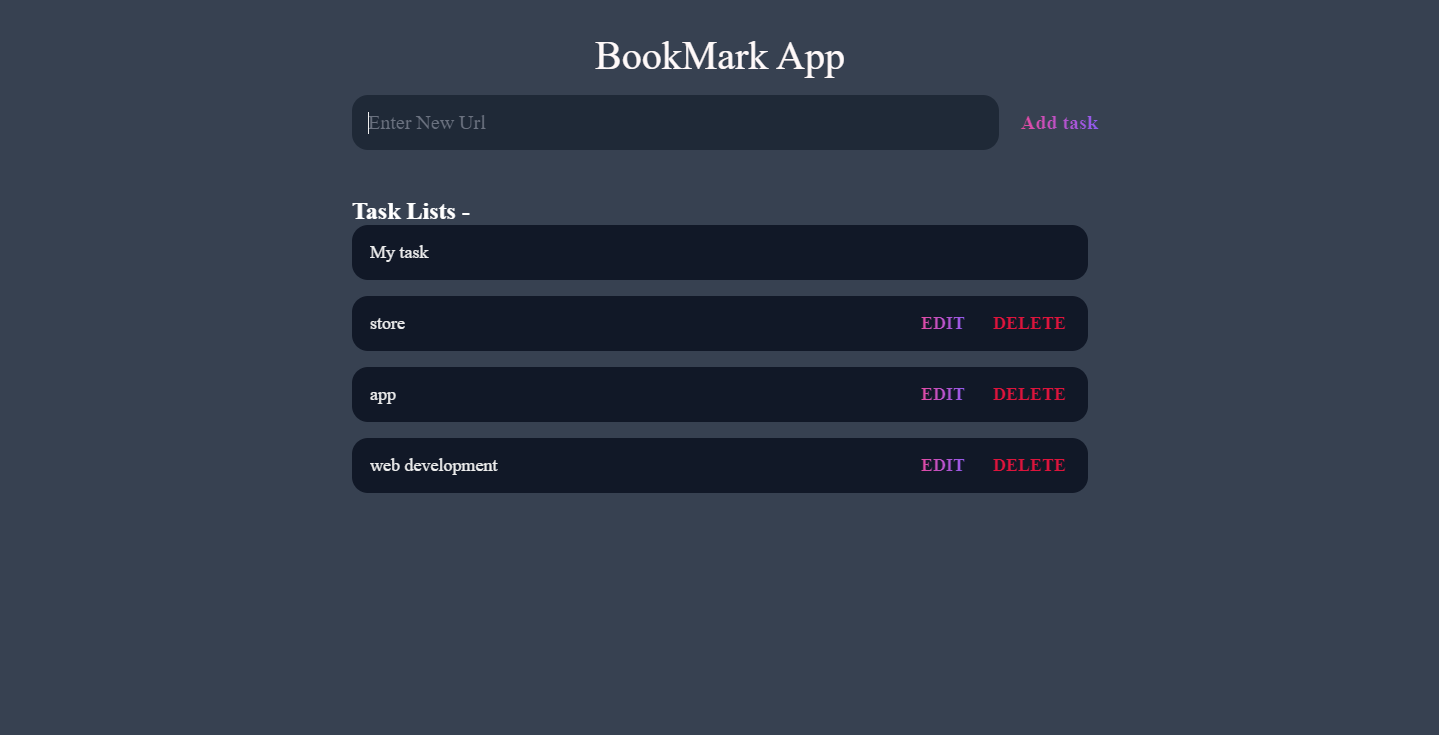 BookMark App
Enter New Url
Add task
Task Lists -
My task
store EDIT DELETE
app EDIT DELETE
web development EDIT DELETE